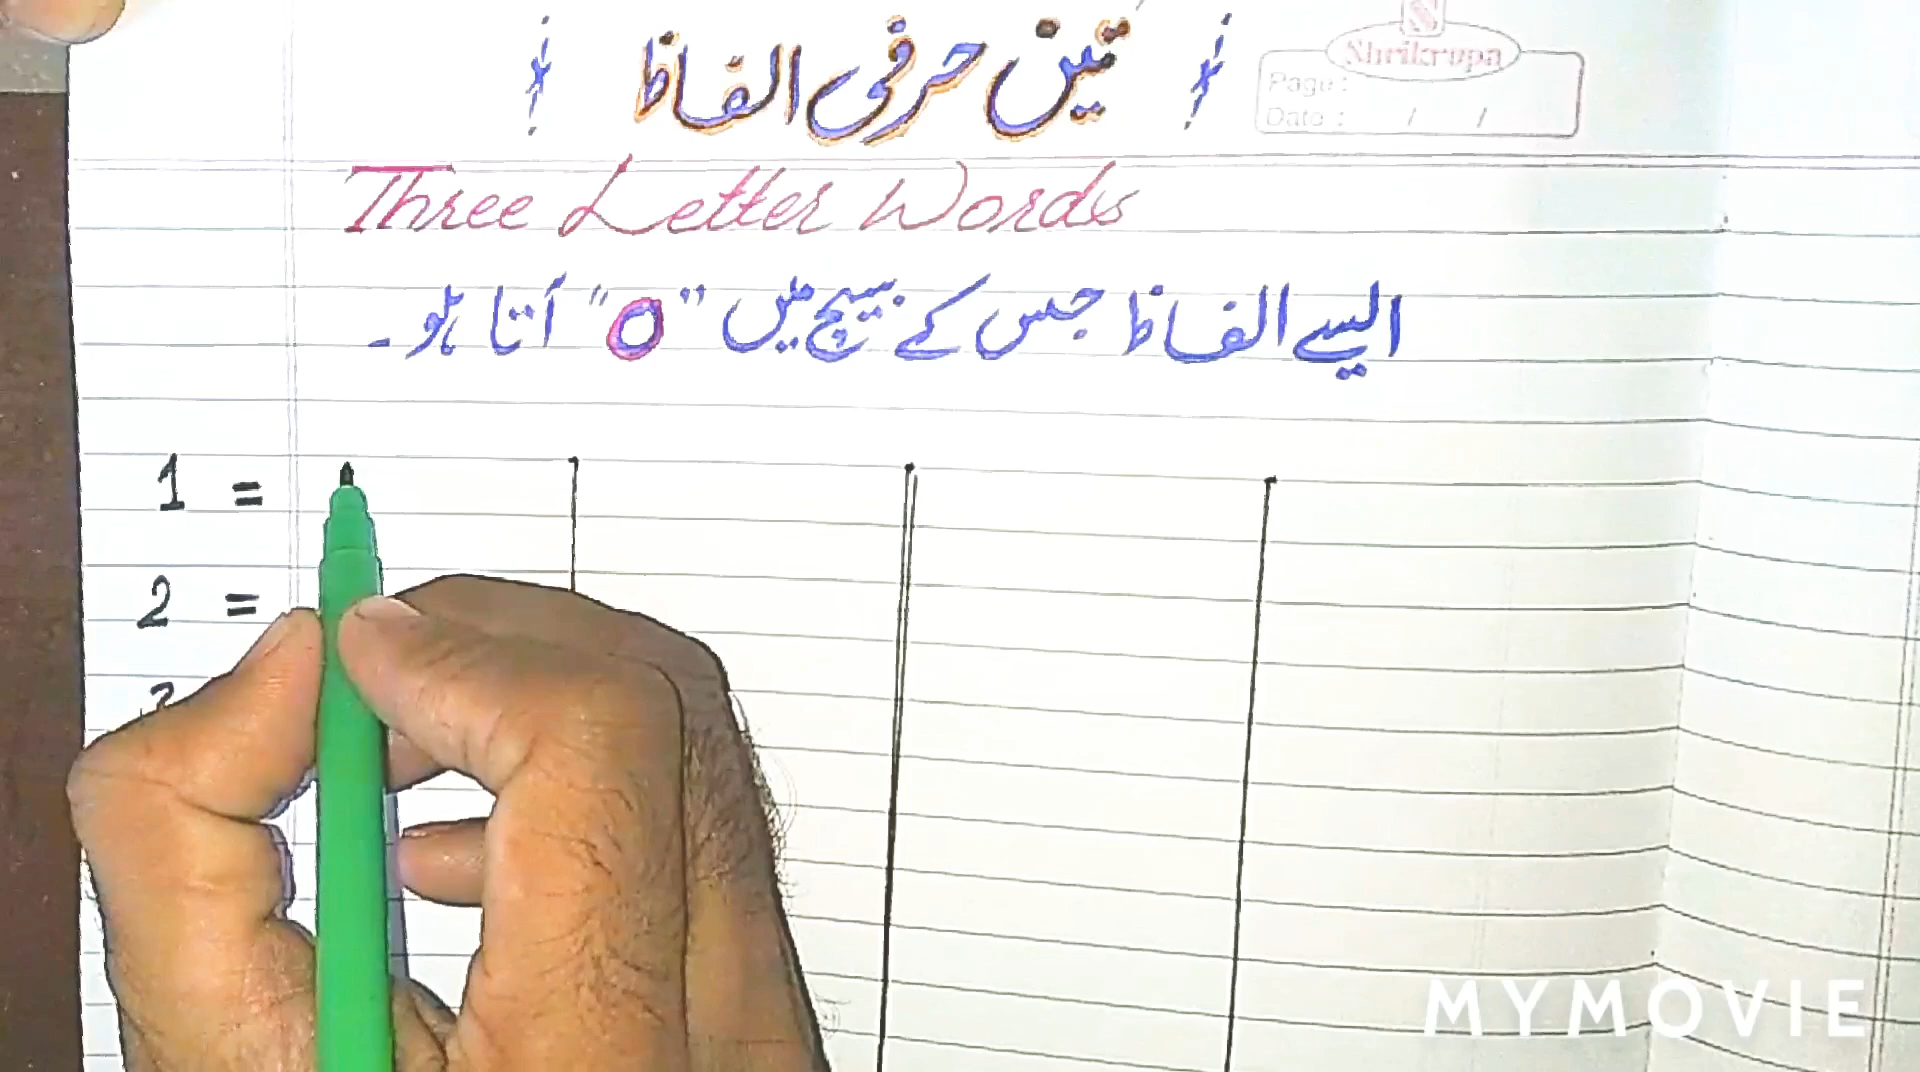 تین حرفی الفاظ
Shrikrupa
Page :
Date : / /
Three Letter Words
ایسے الفاظ جس کے بیچ میں "O" آتا ہو۔
1 =
2 =
3
MYMOVIE